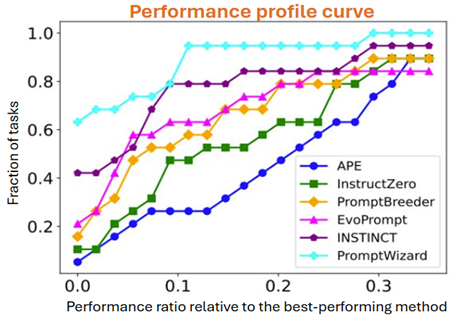 Performance profile curve
1.0
0.8
0.6
0.4
0.2
Fraction of tasks
APE
InstructZero
PromptBreeder
EvoPrompt
INSTINCT
PromptWizard
0.0 0.1 0.2 0.3
Performance ratio relative to the best-performing method